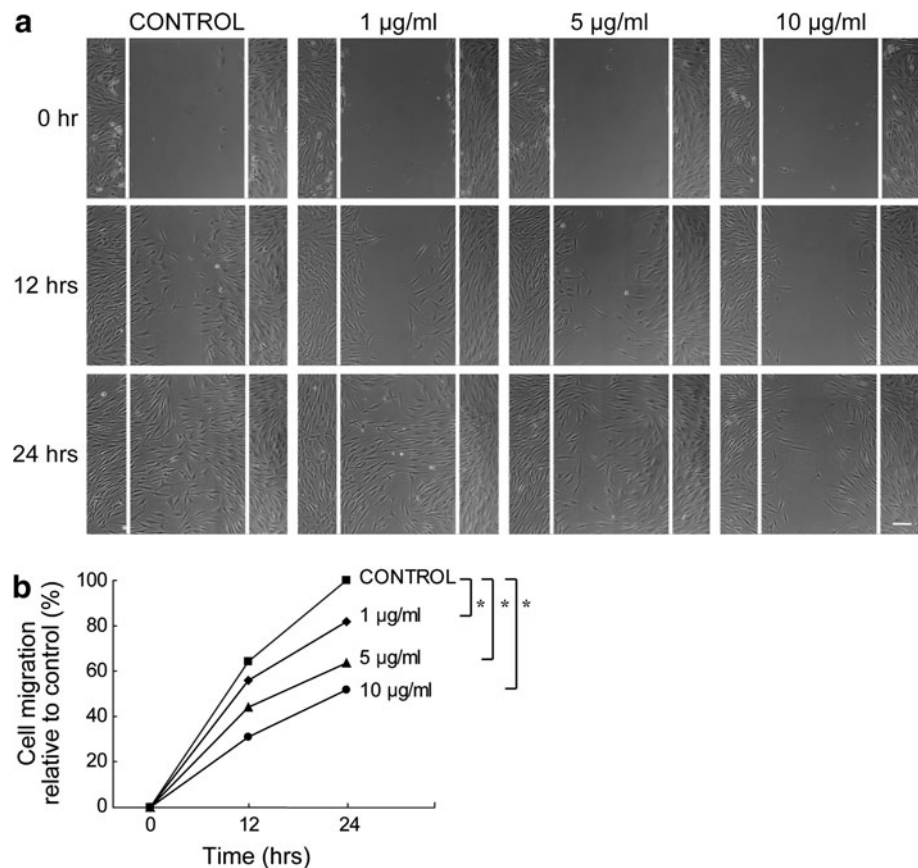 a
CONTROL 1 µg/ml 5 µg/ml 10 µg/ml
0 hr
12 hrs
24 hrs
b
Cell migration
relative to control (%)
100
80
60
40
20
0
CONTROL
1 µg/ml
5 µg/ml
10 µg/ml
* * *
0 12 24
Time (hrs)